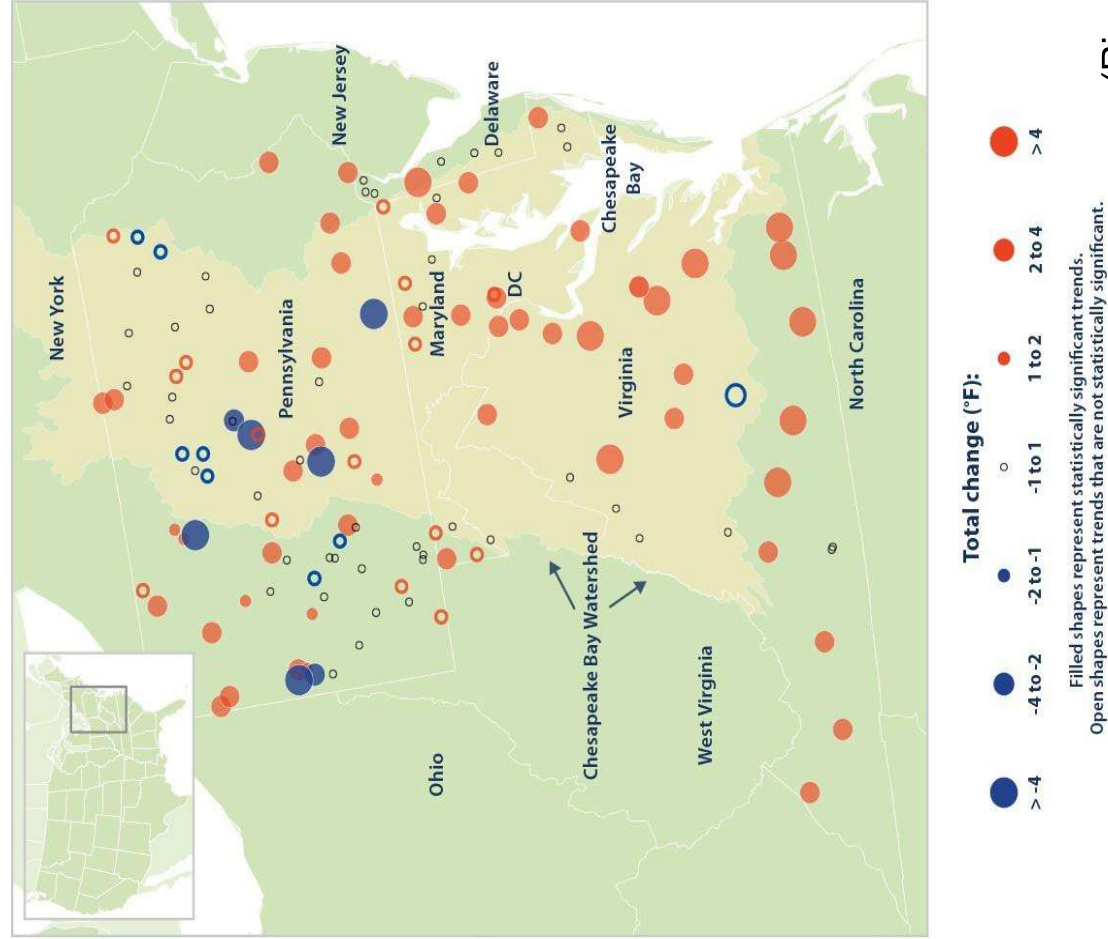 New York
Pennsylvania
New Jersey
Maryland
Delaware
DC
Ohio
Chesapeake
Bay
Chesapeake Bay Watershed
Virginia
West Virginia
North Carolina
Total change (°F):
> -4
-4 to -2
-2 to -1
-1 to 1
1 to 2
2 to 4
> 4
Filled shapes represent statistically significant trends.
Open shapes represent trends that are not statistically significant.